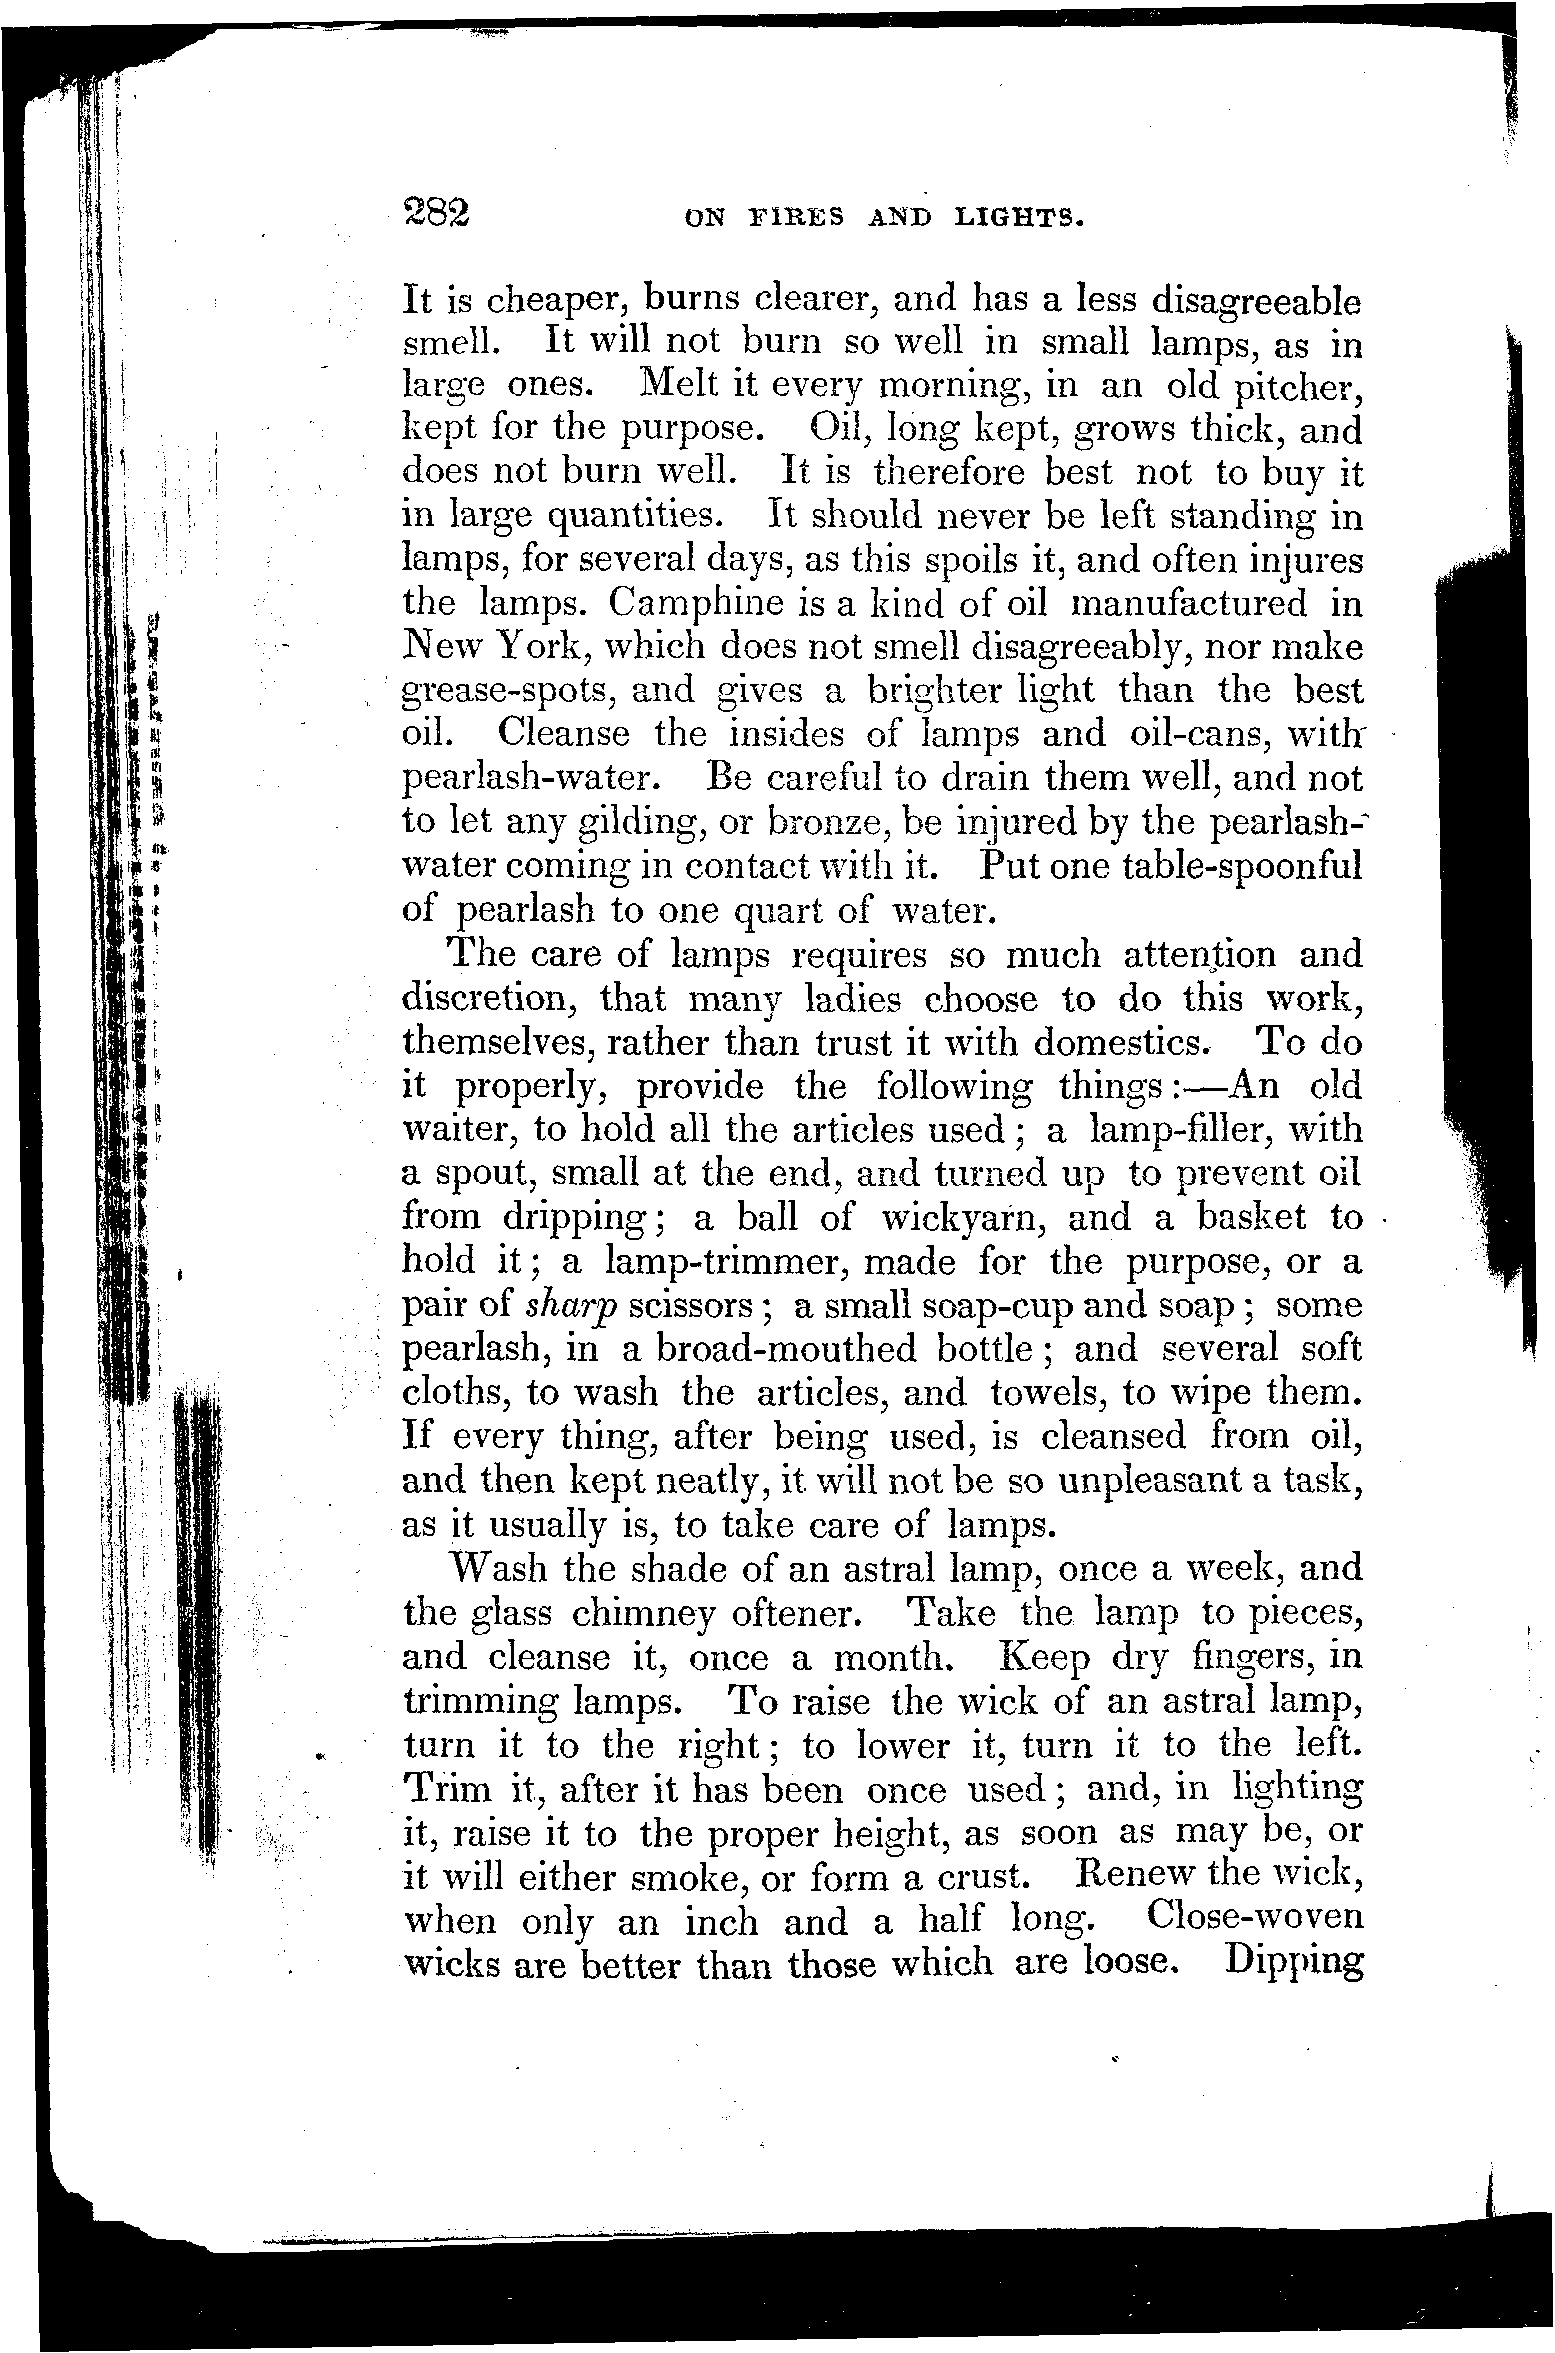 282 ON FIRES AND LIGHTS.
It is cheaper, burns clearer, and has a less disagreeable
smell. It will not burn so well in small lamps, as in
large ones. Melt it every morning, in an old pitcher,
kept for the purpose. Oil, long kept, grows thick, and
does not burn well. It is therefore best not to buy it
in large quantities. It should never be left standing in
lamps, for several days, as this spoils it, and often injures
the lamps. Camphine is a kind of oil manufactured in
New York, which does not smell disagreeably, nor make
grease-spots, and gives a brighter light than the best
oil. Cleanse the insides of lamps and oil-cans, with
pearlash-water. Be careful to drain them well, and not
to let any gilding, or bronze, be injured by the pearlash-
water coming in contact with it. Put one table-spoonful
of pearlash to one quart of water.
The care of lamps requires so much attention and
discretion, that many ladies choose to do this work,
themselves, rather than trust it with domestics. To do
it properly, provide the following things:—An old
waiter, to hold all the articles used; a lamp-filler, with
a spout, small at the end, and turned up to prevent oil
from dripping; a ball of wickyarn, and a basket to
hold it; a lamp-trimmer, made for the purpose, or a
pair of sharp scissors; a small soap-cup and soap; some
pearlash, in a broad-mouthed bottle; and several soft
cloths, to wash the articles, and towels, to wipe them.
If every thing, after being used, is cleansed from oil,
and then kept neatly, it will not be so unpleasant a task,
as it usually is, to take care of lamps.
Wash the shade of an astral lamp, once a week, and
the glass chimney oftener. Take the lamp to pieces,
and cleanse it, once a month. Keep dry fingers, in
trimming lamps. To raise the wick of an astral lamp,
turn it to the right; to lower it, turn it to the left.
Trim it, after it has been once used; and, in lighting
it, raise it to the proper height, as soon as may be, or
it will either smoke, or form a crust. Renew the wick,
when only an inch and a half long. Close-woven
wicks are better than those which are loose. Dipping